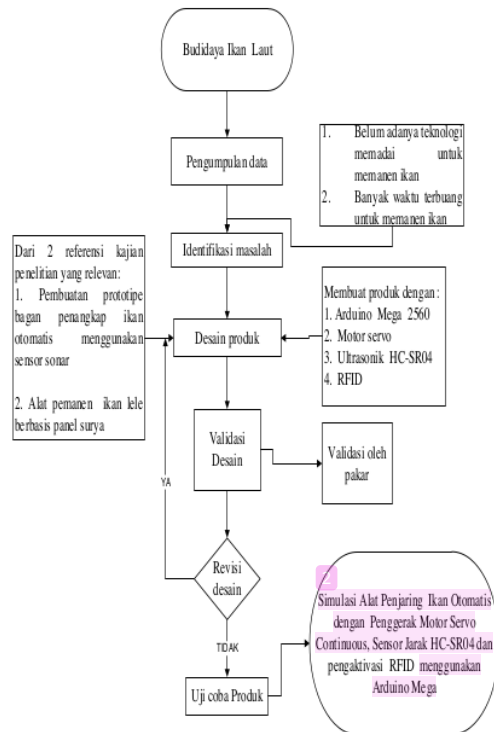 Budidaya Ikan Laut
Pengumpulan data
1. Belum adanya teknologi
memadai untuk
memanen ikan
2. Banyak waktu terbuang
untuk memanen ikan
Identifikasi masalah
Dari 2 referensi kajian
penelitian yang relevan:
1. Pembuatan prototipe
bagan penangkap ikan
otomatis menggunakan
sensor sonar
2. Alat pemanen ikan lele
berbasis panel surya
Desain produk
Membuat produk dengan :
1. Arduino Mega 2560
2. Motor servo
3. Ultrasonik HC-SR04
4. RFID
Validasi
Desain
Validasi oleh
pakar
YA
Revisi
desain
TIDAK
Uji coba Produk
2
Simulasi Alat Penjaring Ikan Otomatis
dengan Penggerak Motor Servo
Continuous, Sensor Jarak HC-SR04 dan
pengaktivasi RFID menggunakan
Arduino Mega